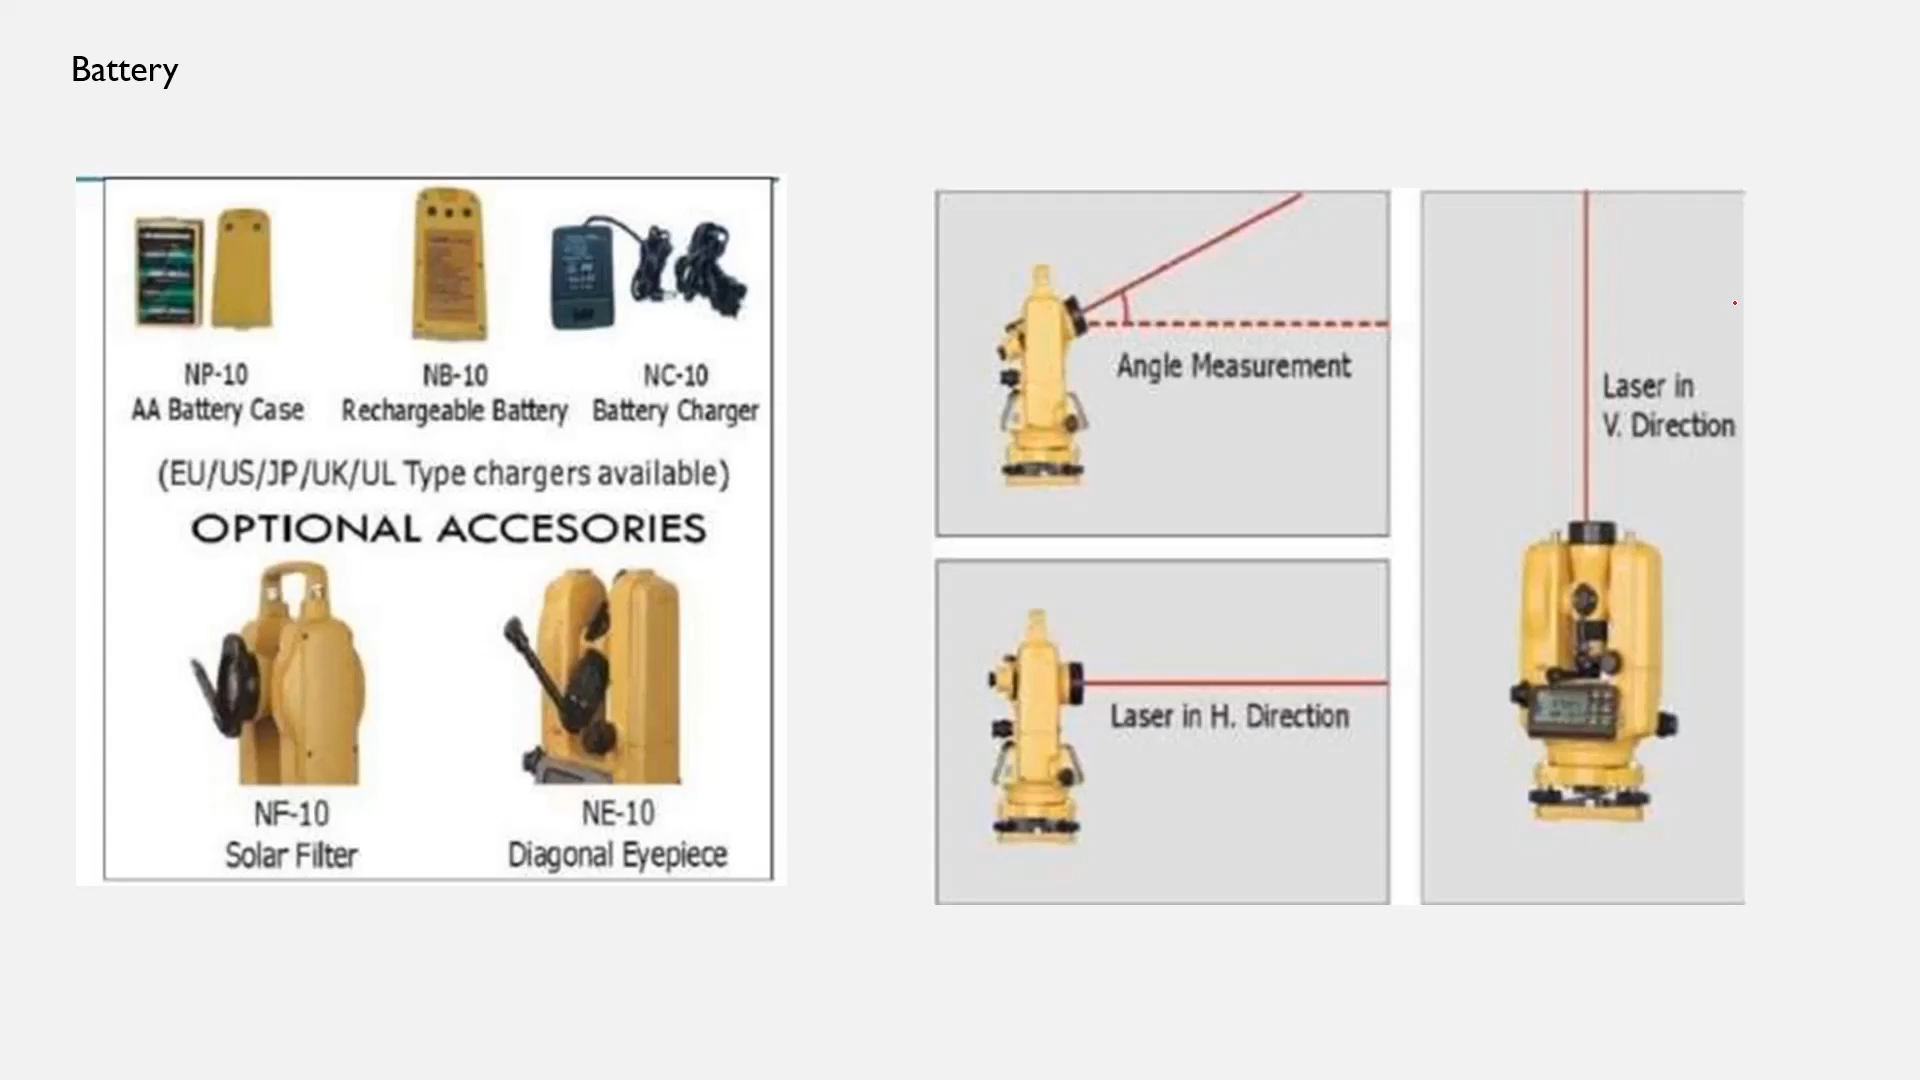 Battery
NP-10
AA Battery Case
NB-10
Rechargeable Battery
NC-10
Battery Charger
(EU/US/JP/UK/UL Type chargers available)
OPTIONAL ACCESORIES
NF-10
Solar Filter
NE-10
Diagonal Eyepiece
Angle Measurement
Laser in H. Direction
Laser in
V. Direction